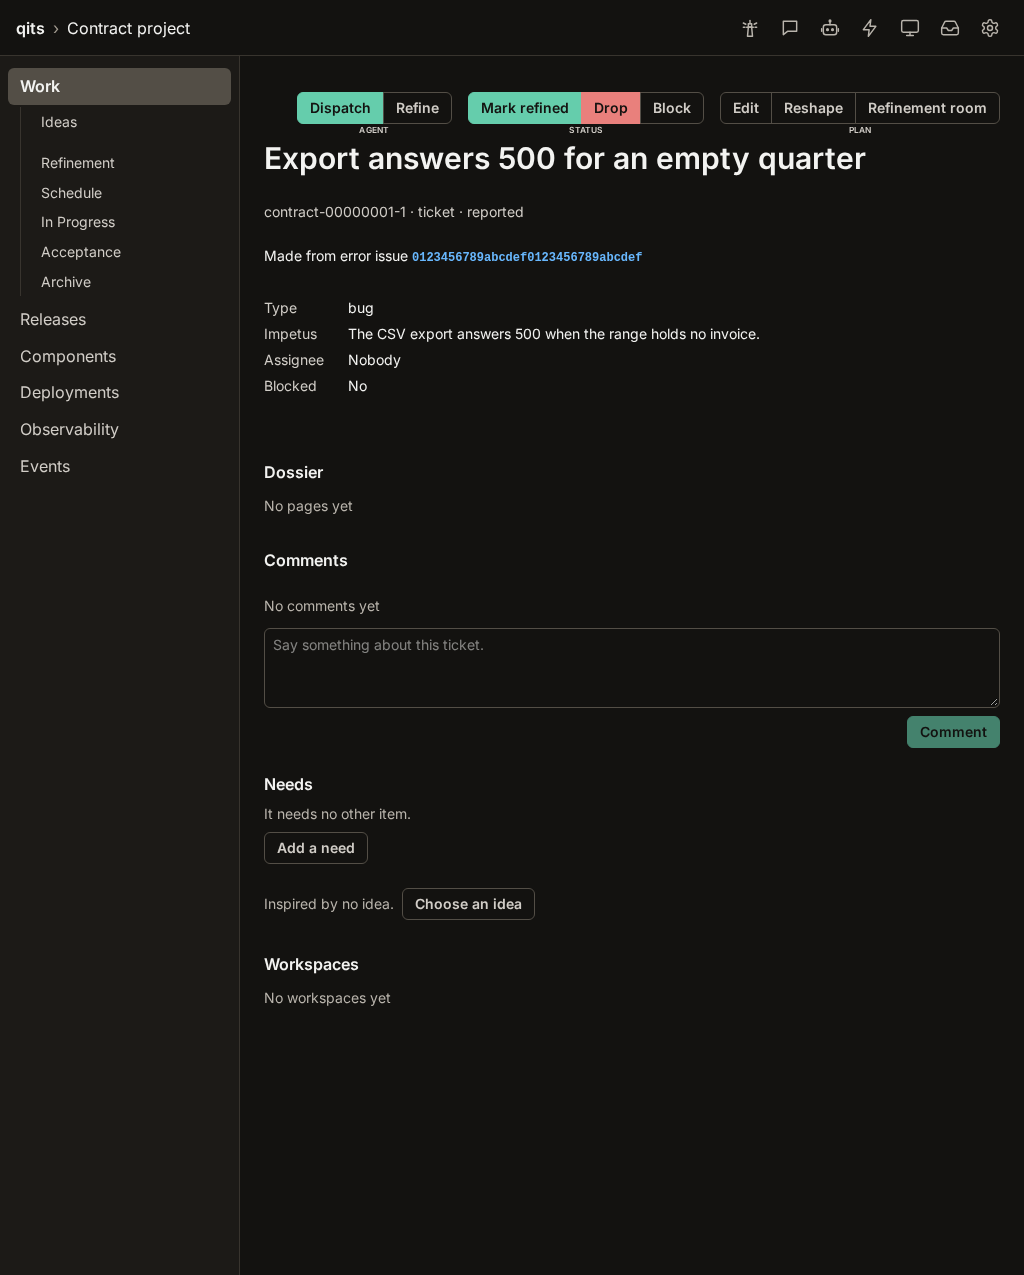 qits › Contract project
Work
Ideas
Refinement
Schedule
In Progress
Acceptance
Archive
Releases
Components
Deployments
Observability
Events
Dispatch Refine Mark refined Drop Block Edit Reshape Refinement room
AGENT STATUS PLAN
Export answers 500 for an empty quarter
contract-00000001-1 · ticket · reported
Made from error issue 0123456789abcdef0123456789abcdef
Type bug
Impetus The CSV export answers 500 when the range holds no invoice.
Assignee Nobody
Blocked No
Dossier
No pages yet
Comments
No comments yet
Say something about this ticket.
Comment
Needs
It needs no other item.
Add a need
Inspired by no idea. Choose an idea
Workspaces
No workspaces yet